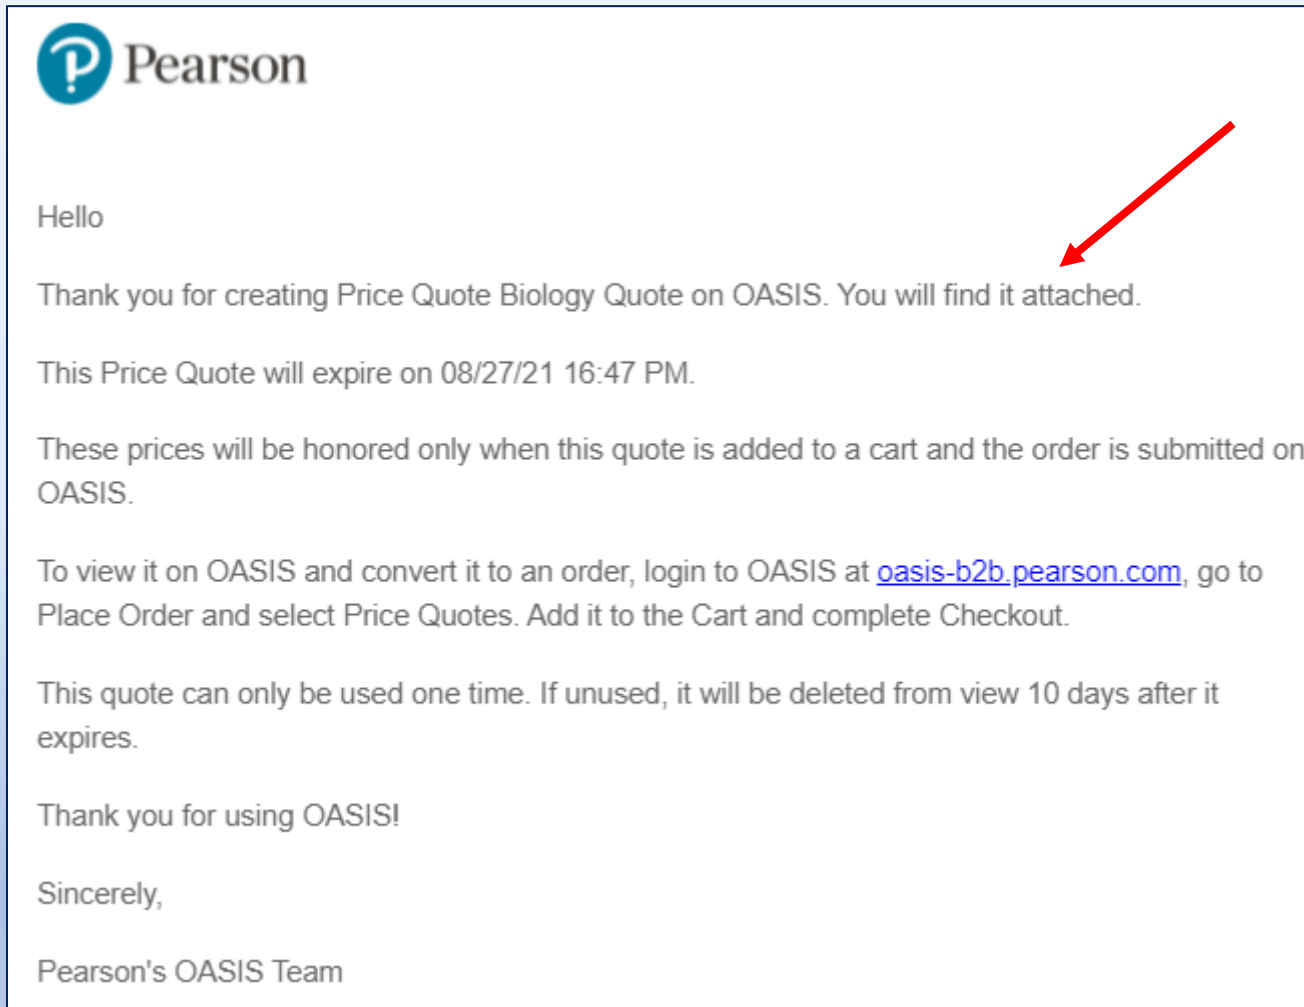 Pearson
Hello
Thank you for creating Price Quote Biology Quote on OASIS. You will find it attached.
This Price Quote will expire on 08/27/21 16:47 PM.
These prices will be honored only when this quote is added to a cart and the order is submitted on
OASIS.
To view it on OASIS and convert it to an order, login to OASIS at oasis-b2b.pearson.com, go to
Place Order and select Price Quotes. Add it to the Cart and complete Checkout.
This quote can only be used one time. If unused, it will be deleted from view 10 days after it
expires.
Thank you for using OASIS!
Sincerely,
Pearson's OASIS Team